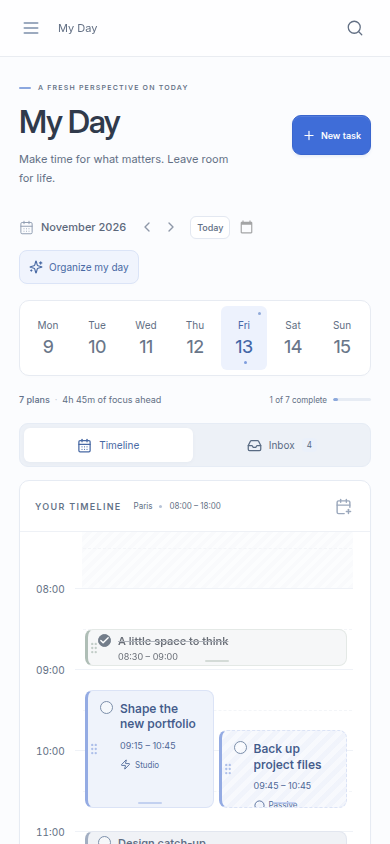 My Day
A FRESH PERSPECTIVE ON TODAY
My Day
New task
Make time for what matters. Leave room
for life.
November 2026
Today
Organize my day
Mon Tue Wed Thu Fri Sat Sun
9 10 11 12 13 14 15
7 plans · 4h 45m of focus ahead
1 of 7 complete
Timeline
Inbox 4
YOUR TIMELINE Paris • 08:00 – 18:00
08:00
A little space to think
08:30 – 09:00
09:00
Shape the
new portfolio
09:15 – 10:45
Studio
Back up
project files
09:45 – 10:45
Passive
10:00
11:00
Design catch-up